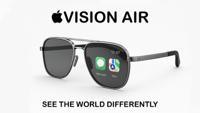 VISION AIR
SEE THE WORLD DIFFERENTLY